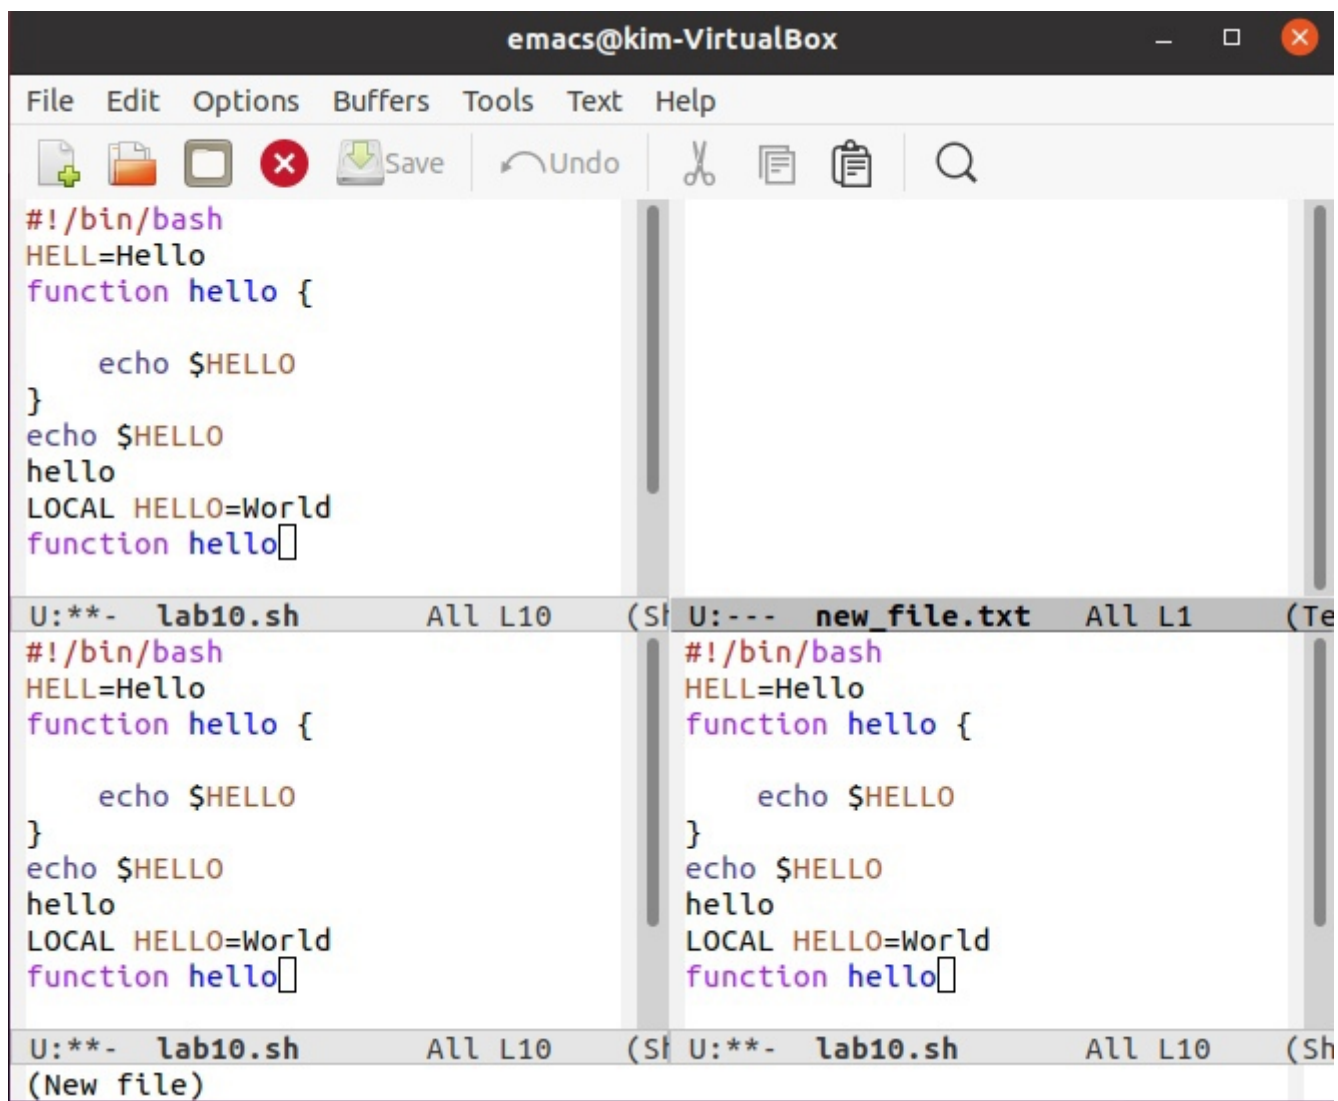 emacs@kim-VirtualBox
File Edit Options Buffers Tools Text Help
Save Undo
#!/bin/bash
HELL=Hello
function hello {
echo $HELLO
}
echo $HELLO
hello
LOCAL HELLO=World
function hello
U:**- lab10.sh All L10 (Sh
U:--- new_file.txt All L1 (Te
#!/bin/bash
HELL=Hello
function hello {
echo $HELLO
}
echo $HELLO
hello
LOCAL HELLO=World
function hello
U:**- lab10.sh All L10 (Sh
#!/bin/bash
HELL=Hello
function hello {
echo $HELLO
}
echo $HELLO
hello
LOCAL HELLO=World
function hello
U:**- lab10.sh All L10 (Sh
(New file)